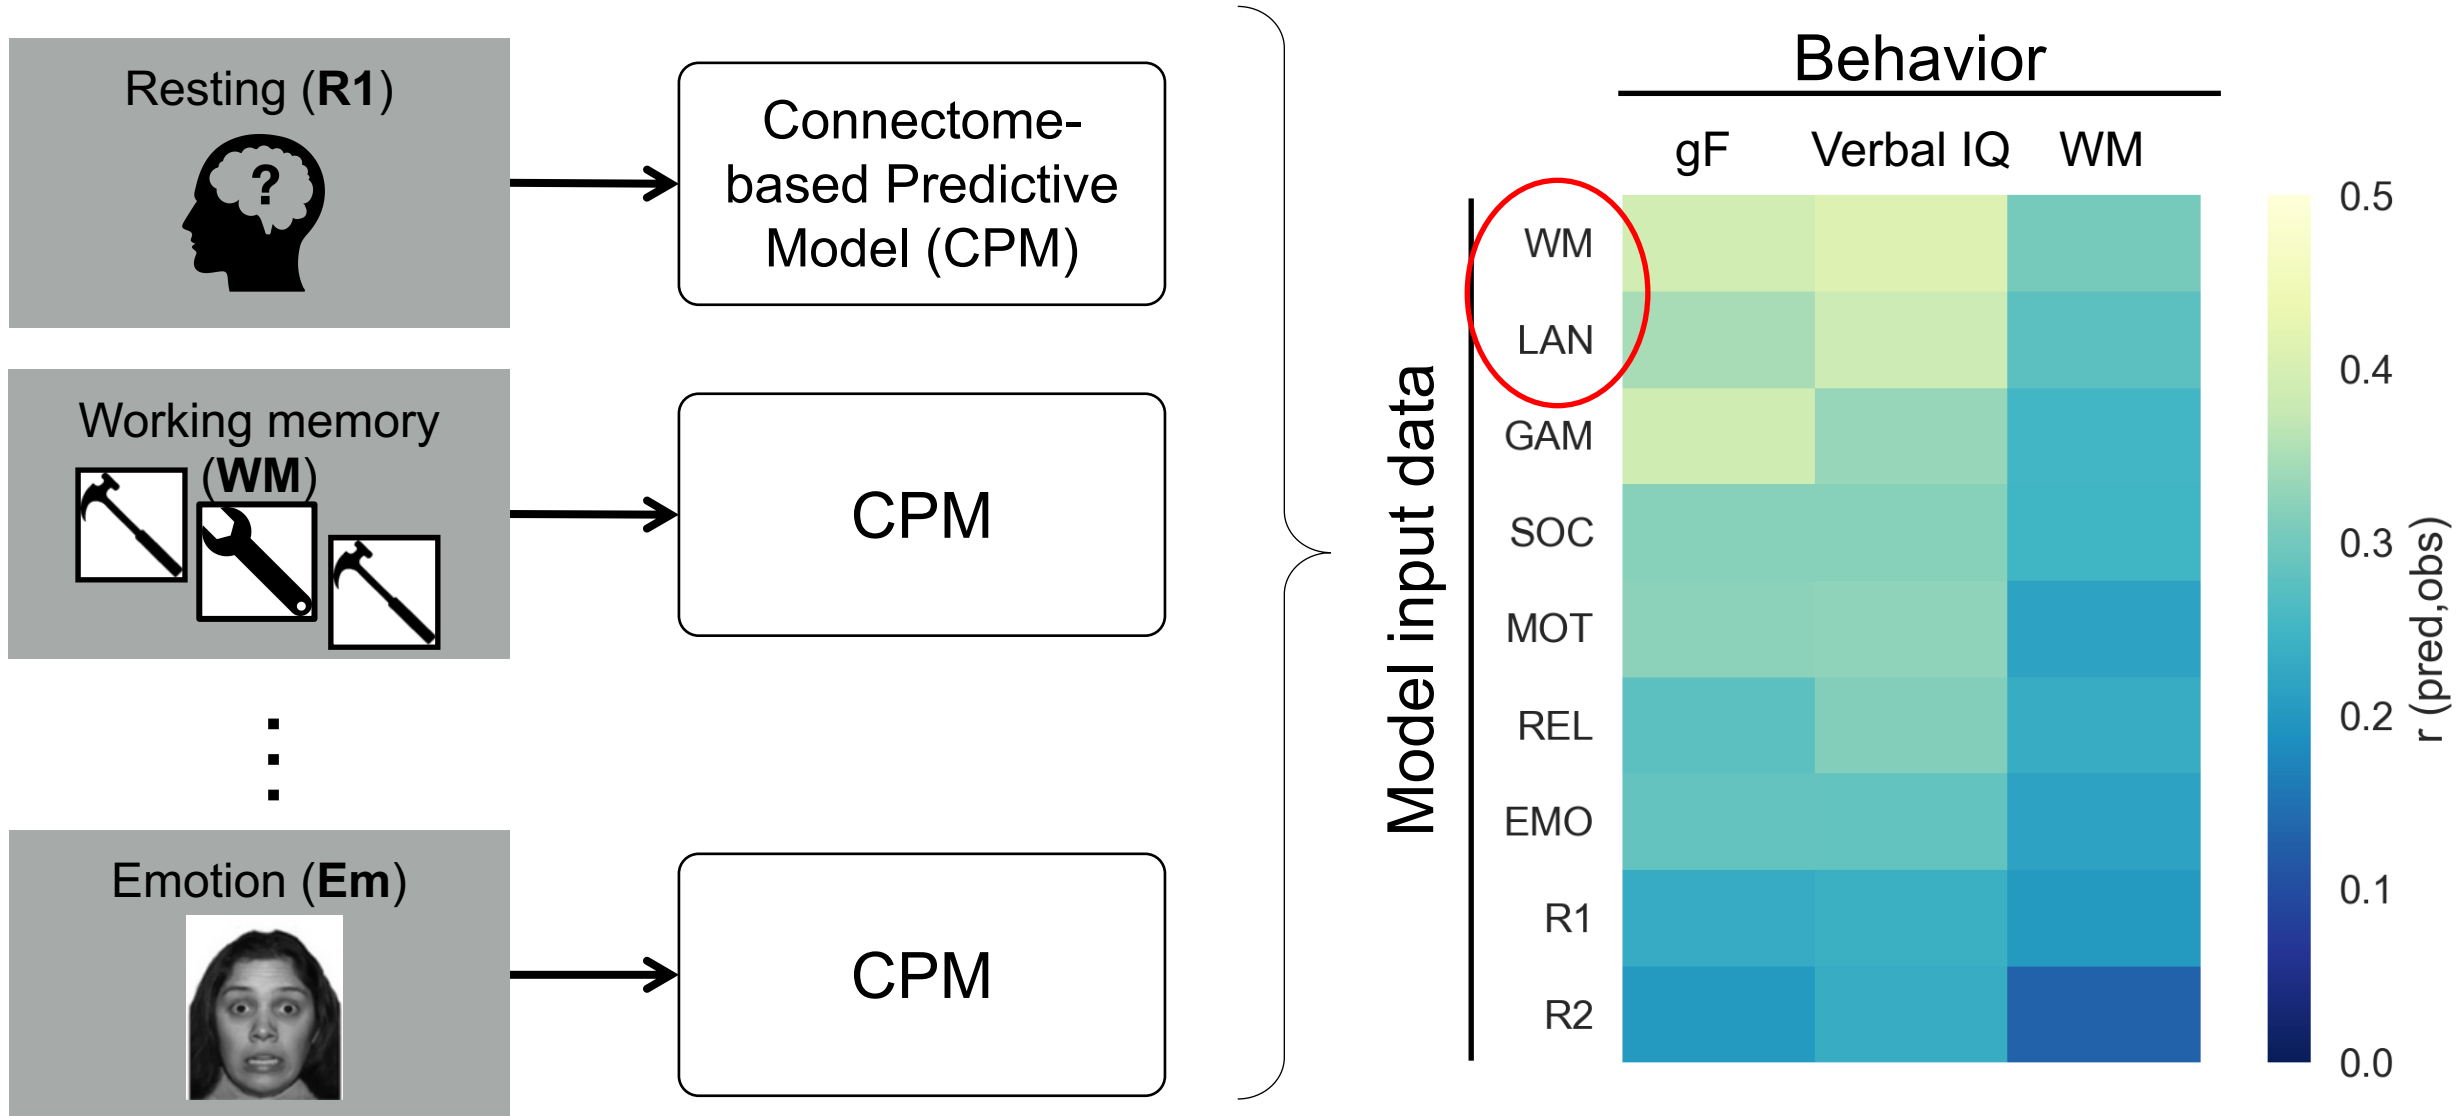 Resting (R1)
?
Connectome-
based Predictive
Model (CPM)
Working memory
(WM)
CPM
Emotion (Em)
CPM
Behavior
gF Verbal IQ WM
Model input data
WM
LAN
GAM
SOC
MOT
REL
EMO
R1
R2
0.5
0.4
0.3
0.2
0.1
0.0
r (pred,obs)